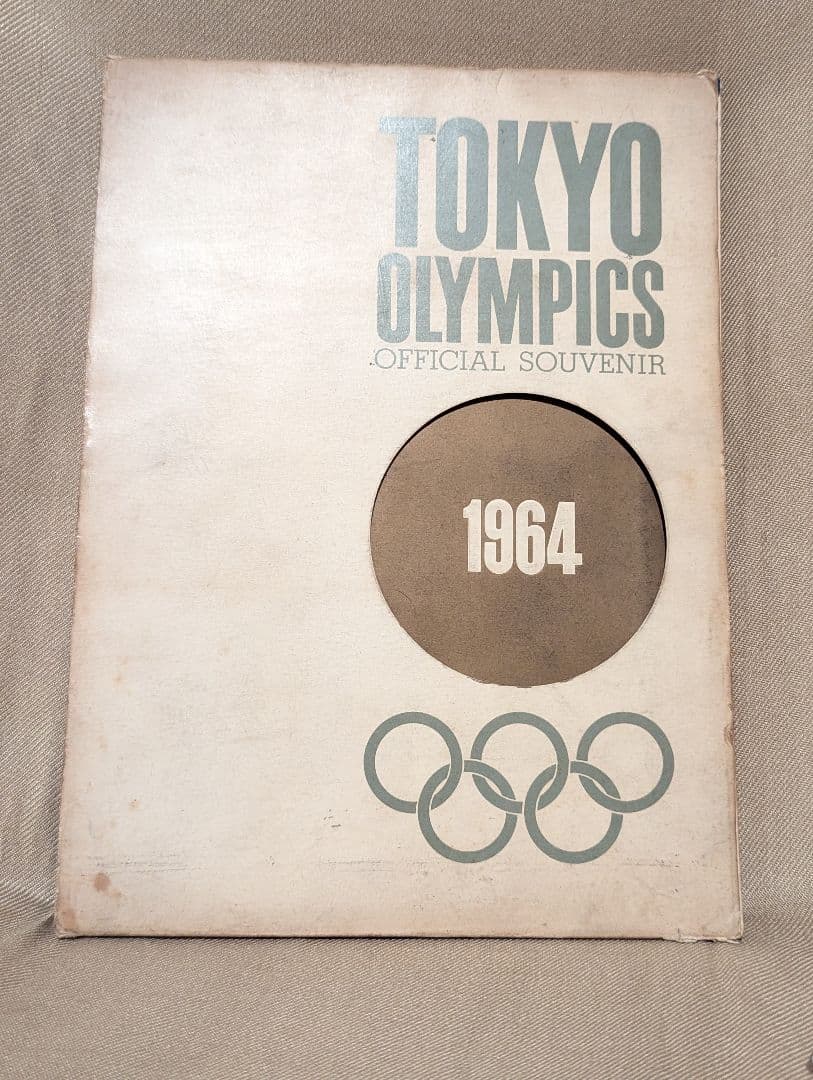 TOKYO
OLYMPICS
OFFICIAL SOUVENIR
1964